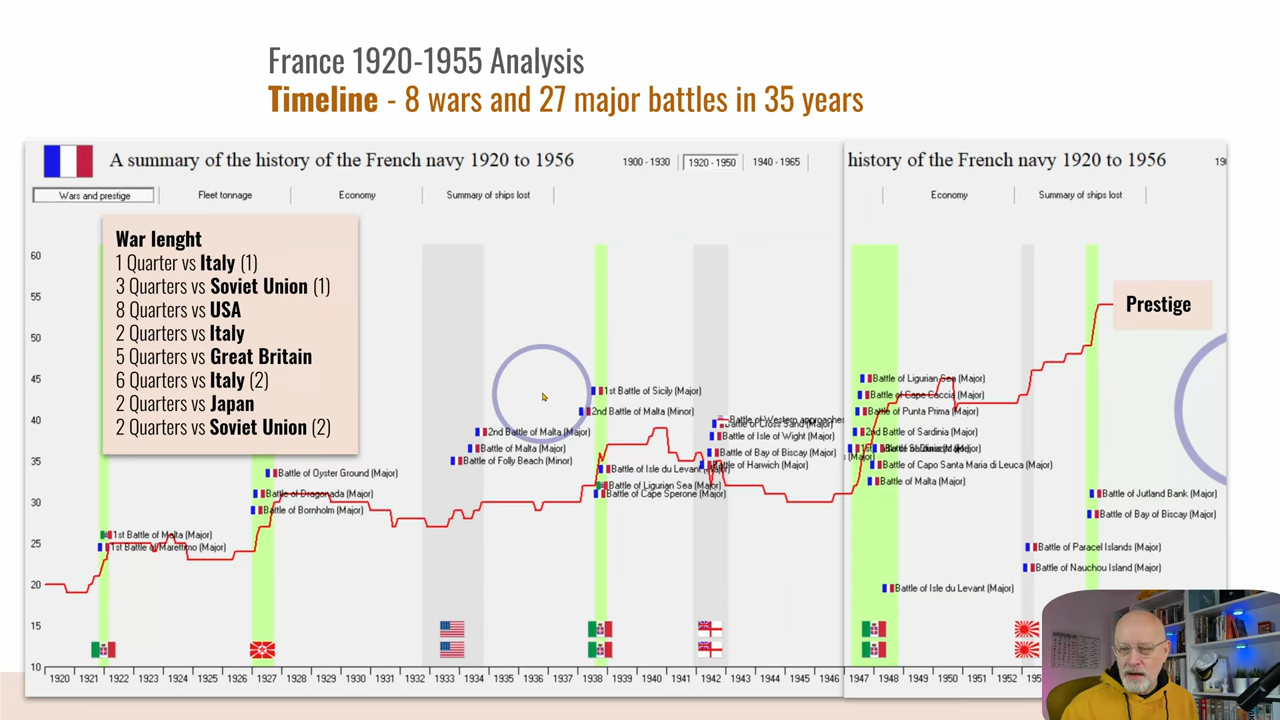 France 1920-1955 Analysis
Timeline - 8 wars and 27 major battles in 35 years
A summary of the history of the French navy 1920 to 1956
1900 - 1930
1920 - 1950
1940 - 1965
history of the French navy 1920 to 1956
Wars and prestige
Fleet tonnage
Economy
Summary of ships lost
Economy
Summary of ships lost
War lenght
1 Quarter vs Italy (1)
3 Quarters vs Soviet Union (1)
8 Quarters vs USA
2 Quarters vs Italy
5 Quarters vs Great Britain
6 Quarters vs Italy (2)
2 Quarters vs Japan
2 Quarters vs Soviet Union (2)
Prestige
60
55
50
45
40
35
30
25
20
15
10
1st Battle of Malta (Major)
1st Battle of Marettimo (Major)
Battle of Oyster Ground (Major)
Battle of Dragonada (Major)
Battle of Bornholm (Major)
2nd Battle of Malta (Major)
Battle of Malta (Major)
Battle of Folly Beach (Minor)
1st Battle of Sicily (Major)
2nd Battle of Malta (Minor)
Battle of Isle du Levant (Major)
Battle of Ligurian Sea (Major)
Battle of Cape Sperone (Major)
Battle of Western approaches
Battle of Cross Sand (Major)
Battle of Isle of Wight (Major)
Battle of Bay of Biscay (Major)
Battle of Harwich (Major)
Battle of Ligurian Sea (Major)
Battle of Cape Caccia (Major)
Battle of Punta Prima (Major)
2nd Battle of Sardinia (Major)
Battle of Capo Santa Maria di Leuca (Major)
Battle of Malta (Major)
Battle of Isle du Levant (Major)
Battle of Jutland Bank (Major)
Battle of Bay of Biscay (Major)
Battle of Paracel Islands (Major)
Battle of Nauchou Island (Major)
1920 1921 1922 1923 1924 1925 1926 1927 1928 1929 1930 1931 1932 1933 1934 1935 1936 1937 1938 1939 1940 1941 1942 1943 1944 1945 1946 1947 1948 1949 1950 1951 1952